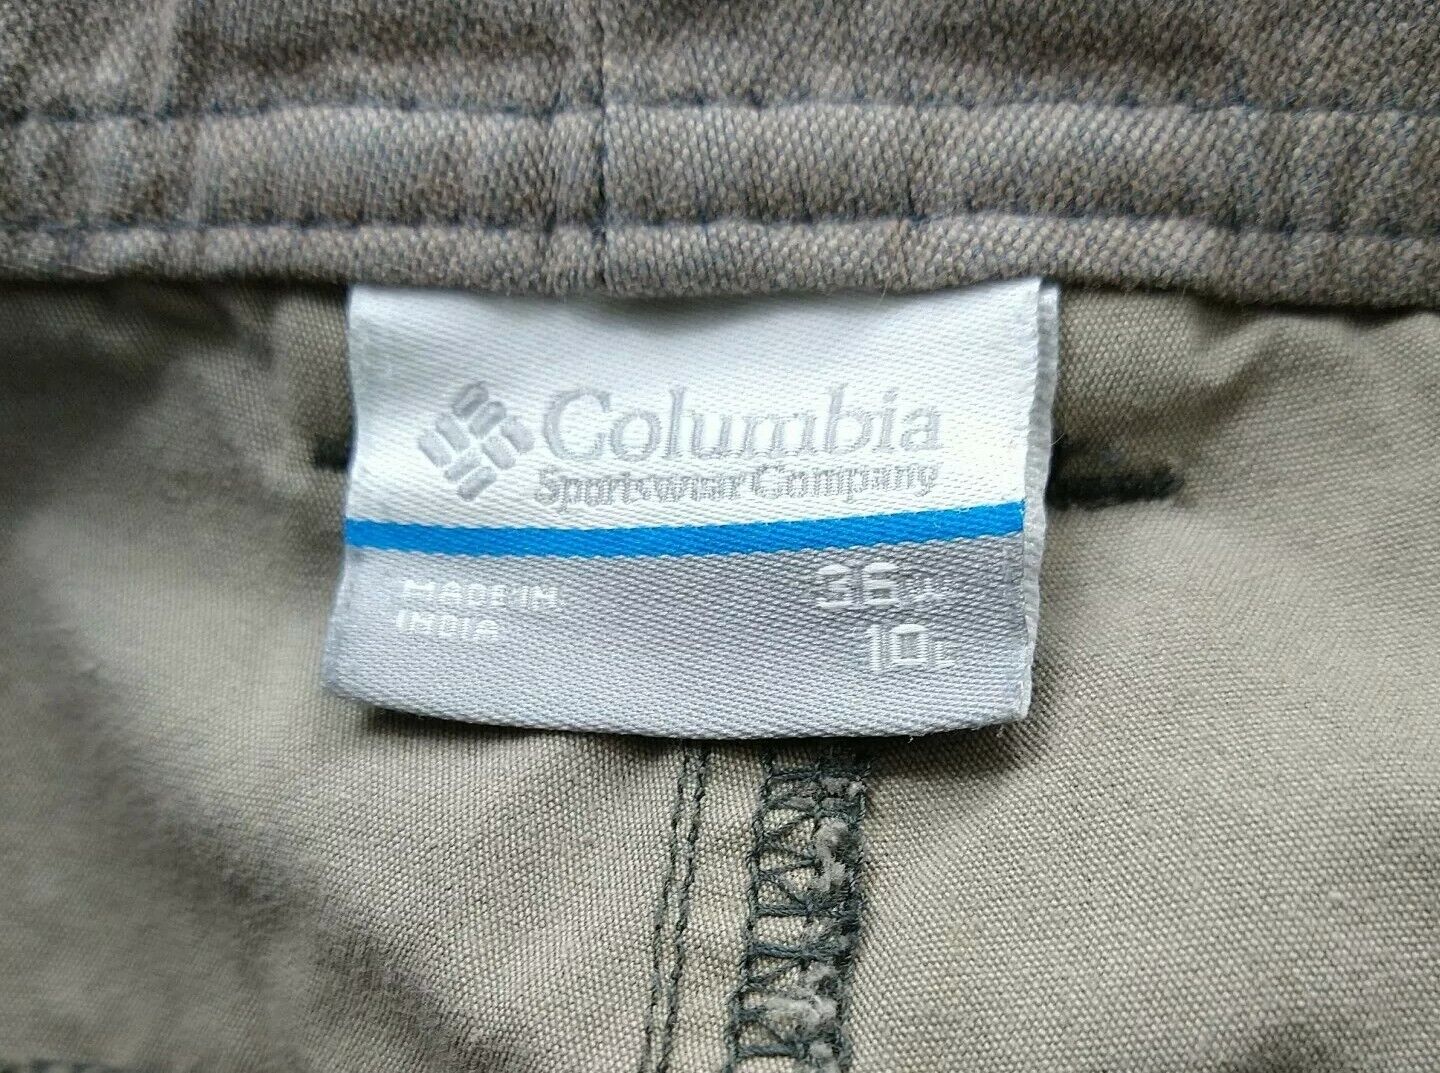 Columbia
Sportswear Company
MADE IN
INDIA
36 W
10 L